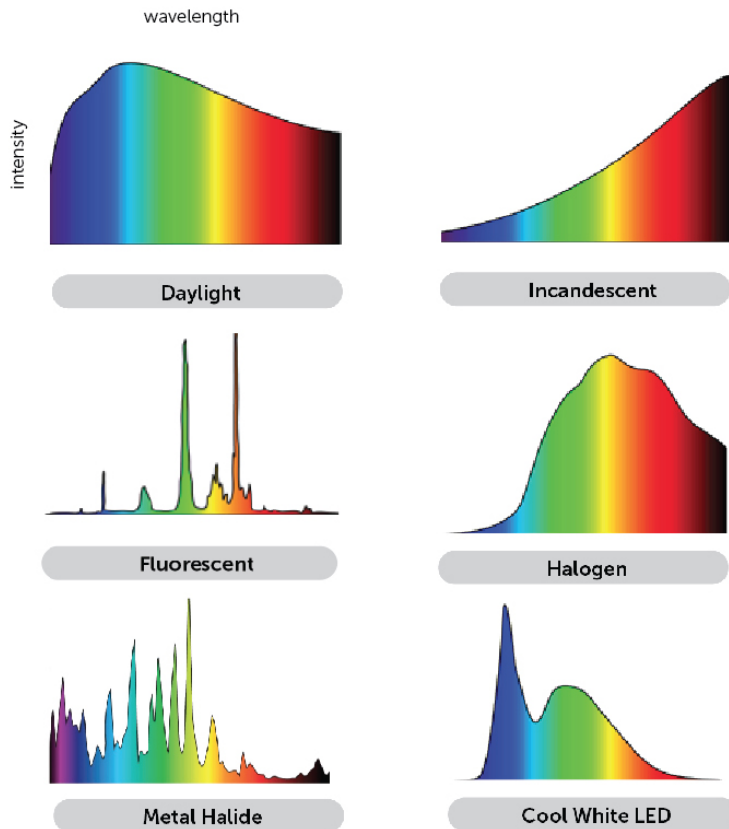 wavelength
intensity
Daylight
Incandescent
Fluorescent
Halogen
Metal Halide
Cool White LED